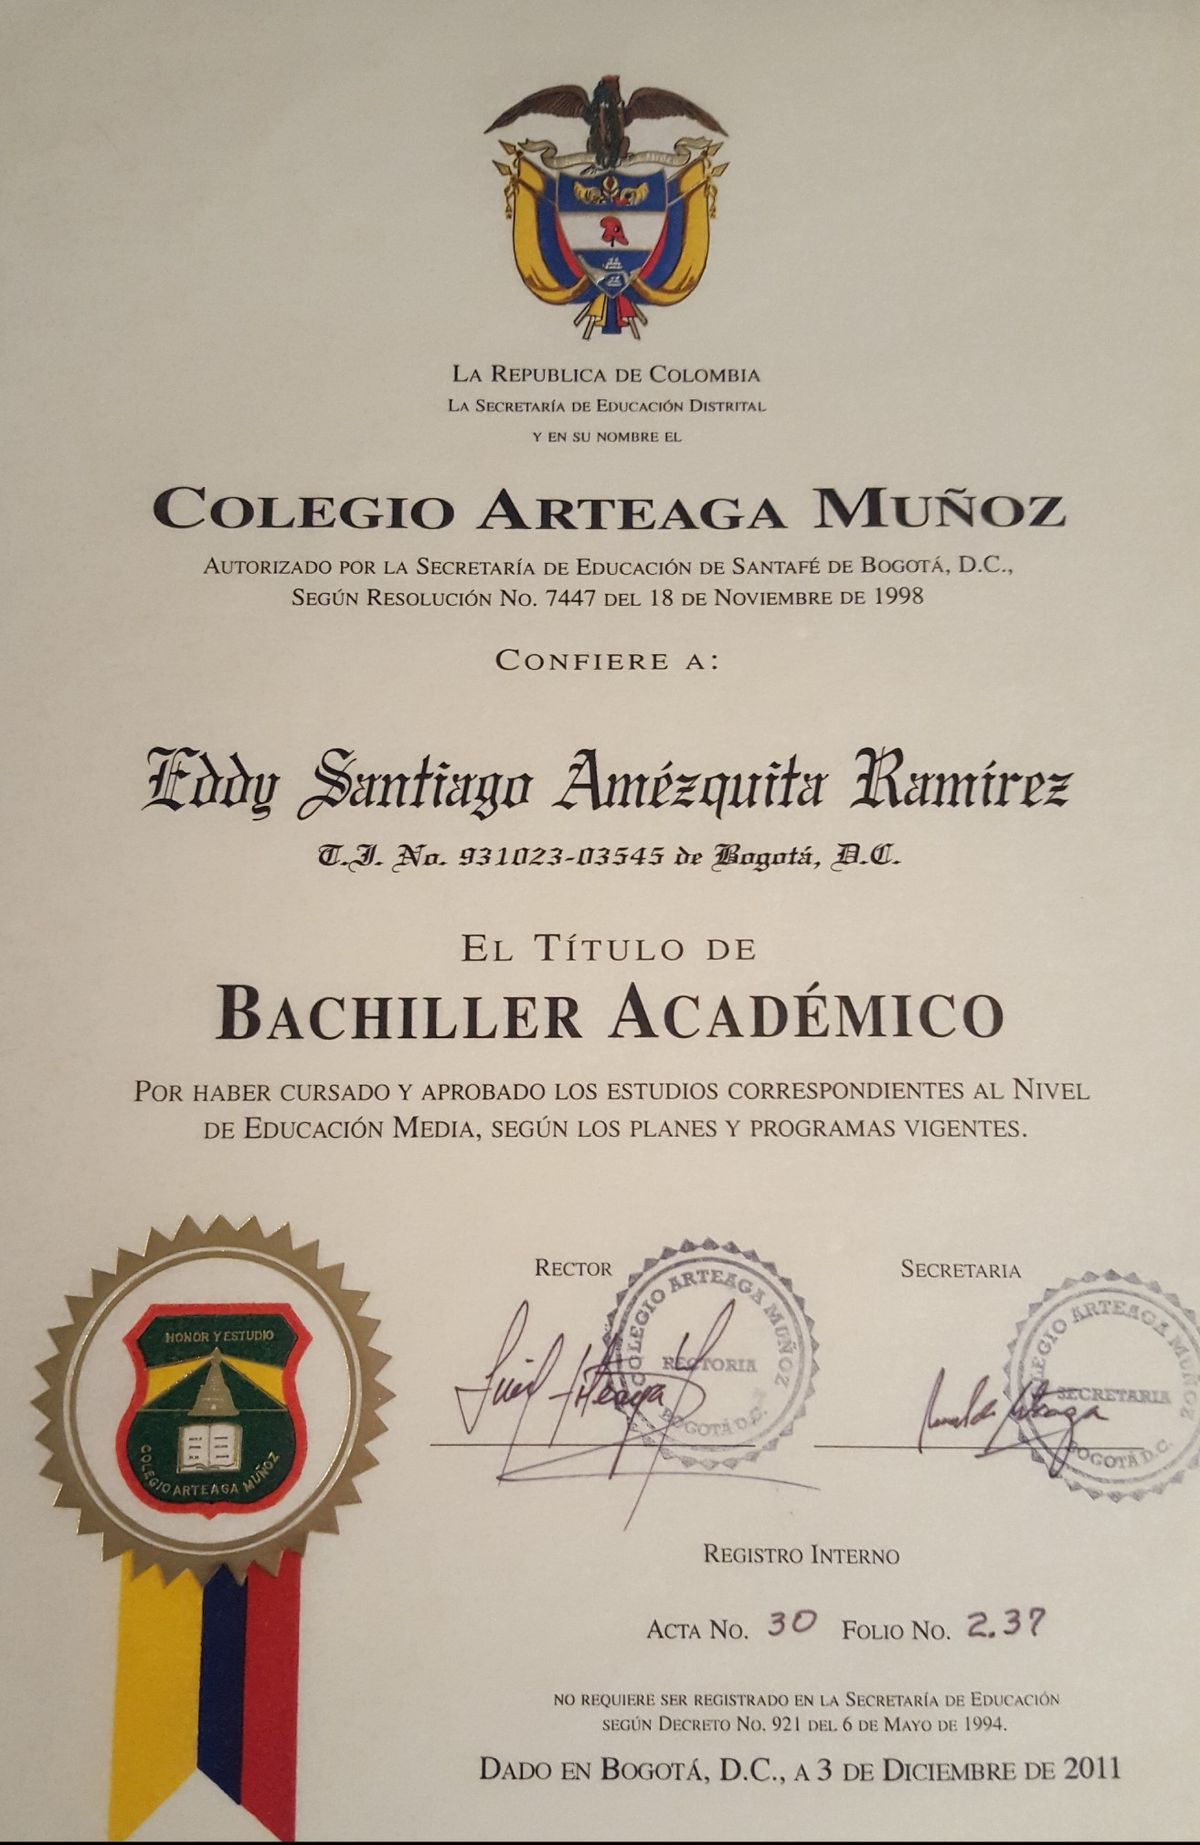 LA REPUBLICA DE COLOMBIA
LA SECRETARÍA DE EDUCACIÓN DISTRITAL
Y EN SU NOMBRE EL
COLEGIO ARTEAGA MUÑOZ
AUTORIZADO POR LA SECRETARÍA DE EDUCACIÓN DE SANTAFÉ DE BOGOTÁ, D.C.,
SEGÚN RESOLUCIÓN NO. 7447 DEL 18 DE NOVIEMBRE DE 1998
CONFIERE A:
Eddy Santiago Amézquita Ramírez
T.I. No. 931023-03545 de Bogotá, D.C.
EL TÍTULO DE
BACHILLER ACADÉMICO
POR HABER CURSADO Y APROBADO LOS ESTUDIOS CORRESPONDIENTES AL NIVEL
DE EDUCACIÓN MEDIA, SEGÚN LOS PLANES Y PROGRAMAS VIGENTES.
RECTOR
COLEGIO ARTEAGA MUÑOZ
RECTORIA
BOGOTÁ D.C.
SECRETARIA
COLEGIO ARTEAGA MUÑOZ
SECRETARIA
BOGOTÁ D.C.
HONOR Y ESTUDIO
COLEGIO ARTEAGA MUÑOZ
REGISTRO INTERNO
ACTA NO. 30 FOLIO NO. 2.37
NO REQUIERE SER REGISTRADO EN LA SECRETARÍA DE EDUCACIÓN
SEGÚN DECRETO NO. 921 DEL 6 DE MAYO DE 1994.
DADO EN BOGOTÁ, D.C., A 3 DE DICIEMBRE DE 2011